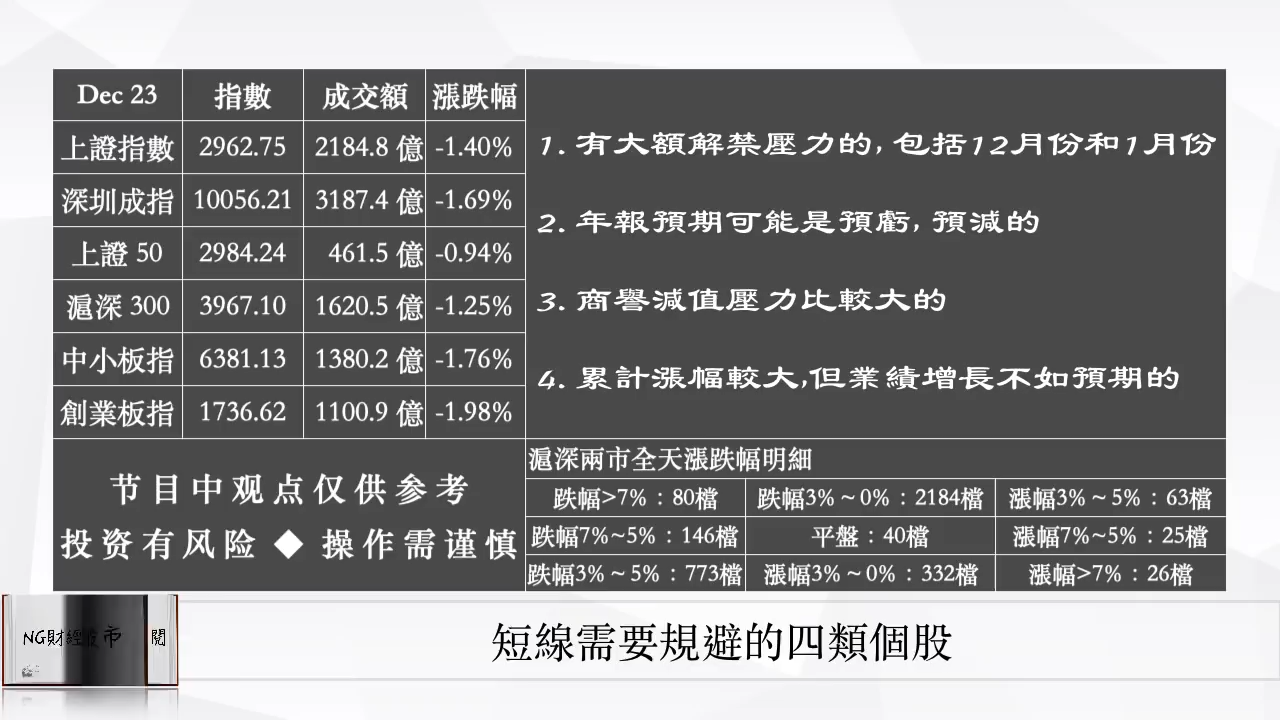 Dec 23 指數 成交額 漲跌幅
上證指數 2962.75 2184.8 億 -1.40%
深圳成指 10056.21 3187.4 億 -1.69%
上證 50 2984.24 461.5 億 -0.94%
滬深 300 3967.10 1620.5 億 -1.25%
中小板指 6381.13 1380.2 億 -1.76%
創業板指 1736.62 1100.9 億 -1.98%
1. 有大額解禁壓力的,包括12月份和1月份
2. 年報預期可能是預虧,預減的
3. 商譽減值壓力比較大的
4. 累計漲幅較大,但業績增長不如預期的
节目中观点仅供参考
投资有风险 ◆ 操作需谨慎
滬深兩市全天漲跌幅明細
跌幅>7%：80檔 跌幅3%～0%：2184檔 漲幅3%～5%：63檔
跌幅7%~5%：146檔 平盤：40檔 漲幅7%~5%：25檔
跌幅3%～5%：773檔 漲幅3%～0%：332檔 漲幅>7%：26檔
NG財經 市 閱
短線需要規避的四類個股